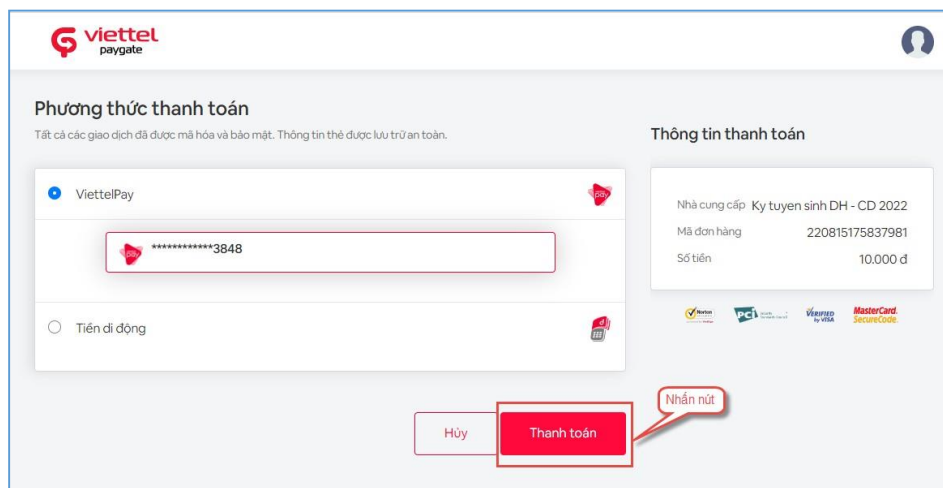 viettel
paygate
Phương thức thanh toán
Tất cả các giao dịch đã được mã hóa và bảo mật. Thông tin thẻ được lưu trữ an toàn.
ViettelPay
pay
************3848
pay
Tiền di động
Hủy
Thanh toán
Nhấn nút
Thông tin thanh toán
Nhà cung cấp Ky tuyen sinh DH - CD 2022
Mã đơn hàng 220815175837981
Số tiền 10.000 đ
Norton
PCi
VERIFIED
by VISA
MasterCard.
SecureCode.